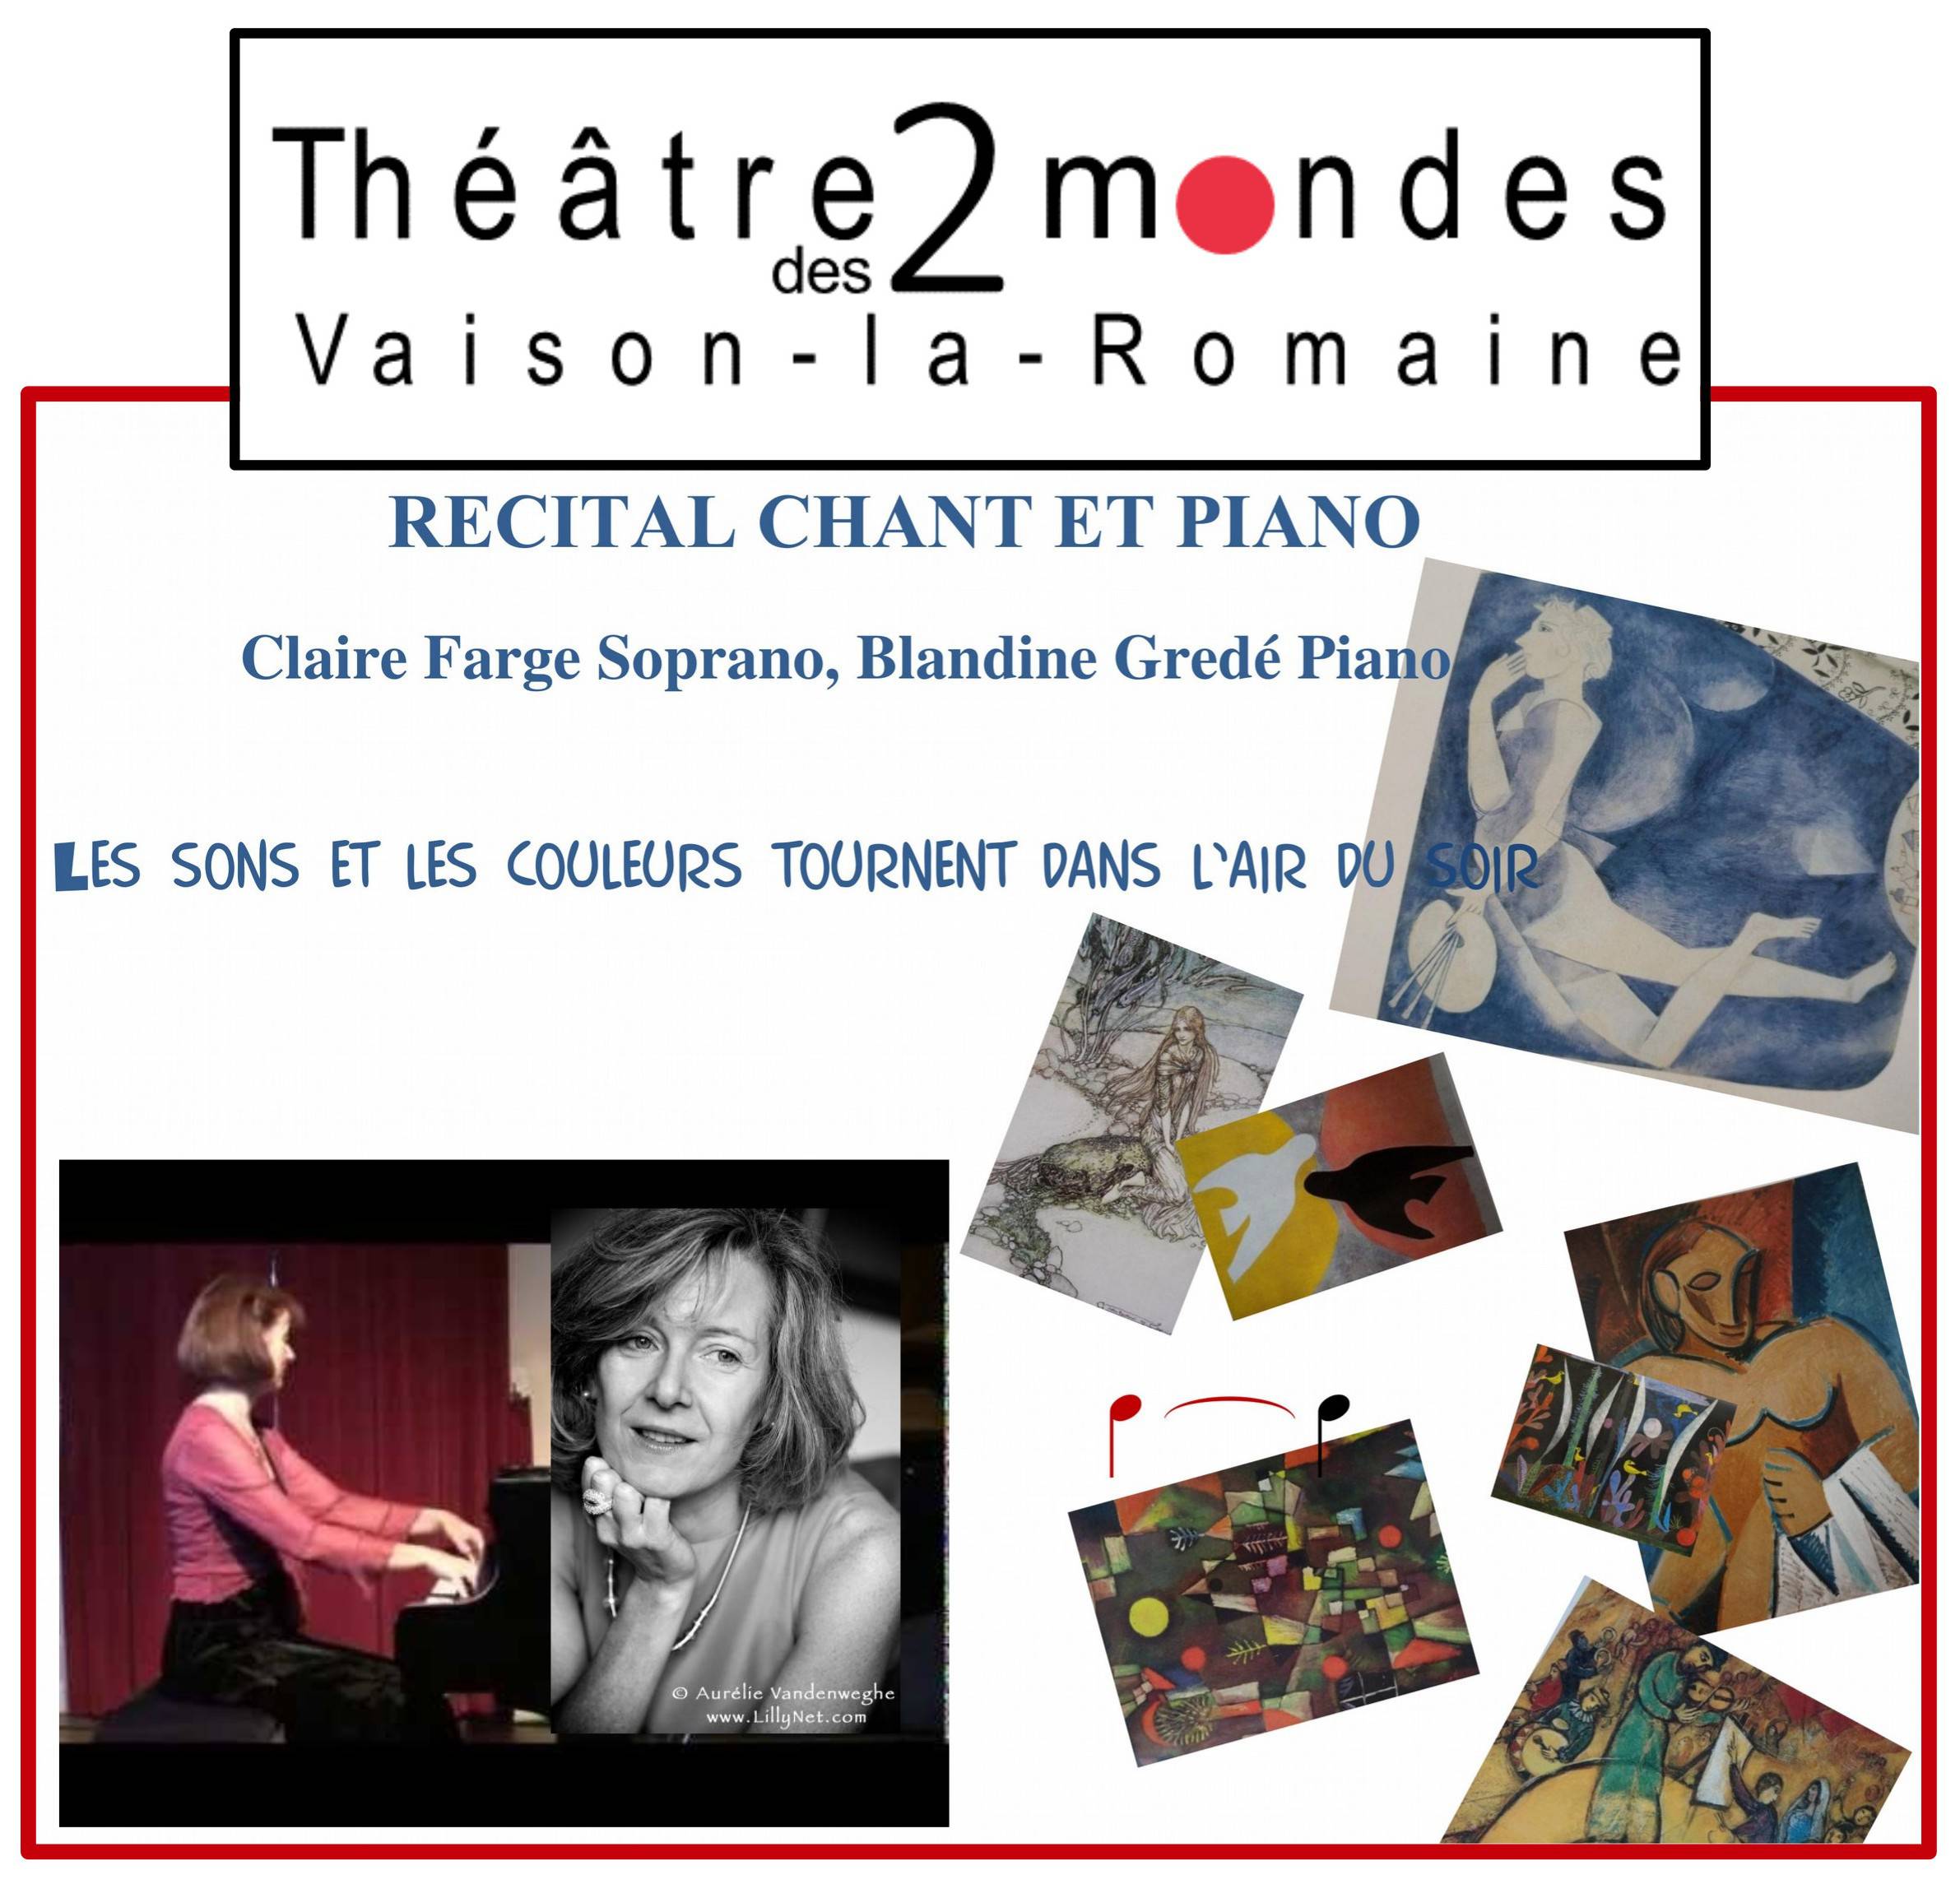 Théâtre des 2 mondes
Vaison-la-Romaine
RECITAL CHANT ET PIANO
Claire Farge Soprano, Blandine Gredé Piano
LES SONS ET LES COULEURS TOURNENT DANS L'AIR DU SOIR
© Aurélie Vandenweghe
www.LillyNet.com